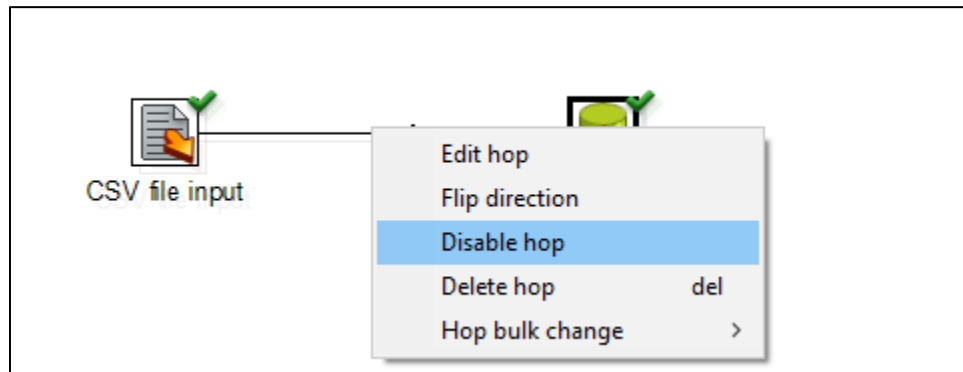 CSV file input
Edit hop
Flip direction
Disable hop
Delete hop del
Hop bulk change